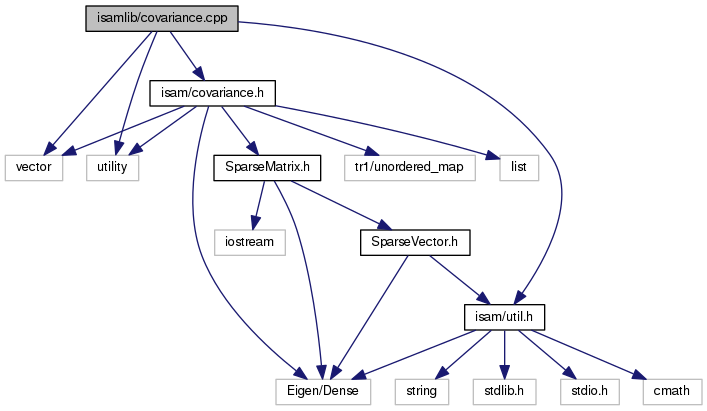 isamlib/covariance.cpp
isam/covariance.h
vector
utility
SparseMatrix.h
tr1/unordered_map
list
iostream
SparseVector.h
isam/util.h
Eigen/Dense
string
stdlib.h
stdio.h
cmath